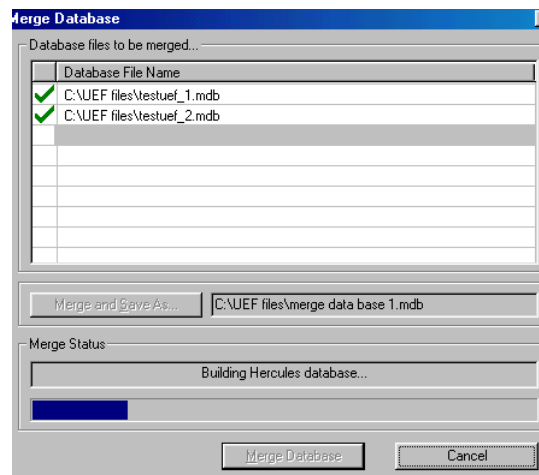 Merge Database
Database files to be merged...
Database File Name
C:\UEF files\testuef_1.mdb
C:\UEF files\testuef_2.mdb
Merge and Save As...
C:\UEF files\merge data base 1.mdb
Merge Status
Building Hercules database...
Merge Database
Cancel